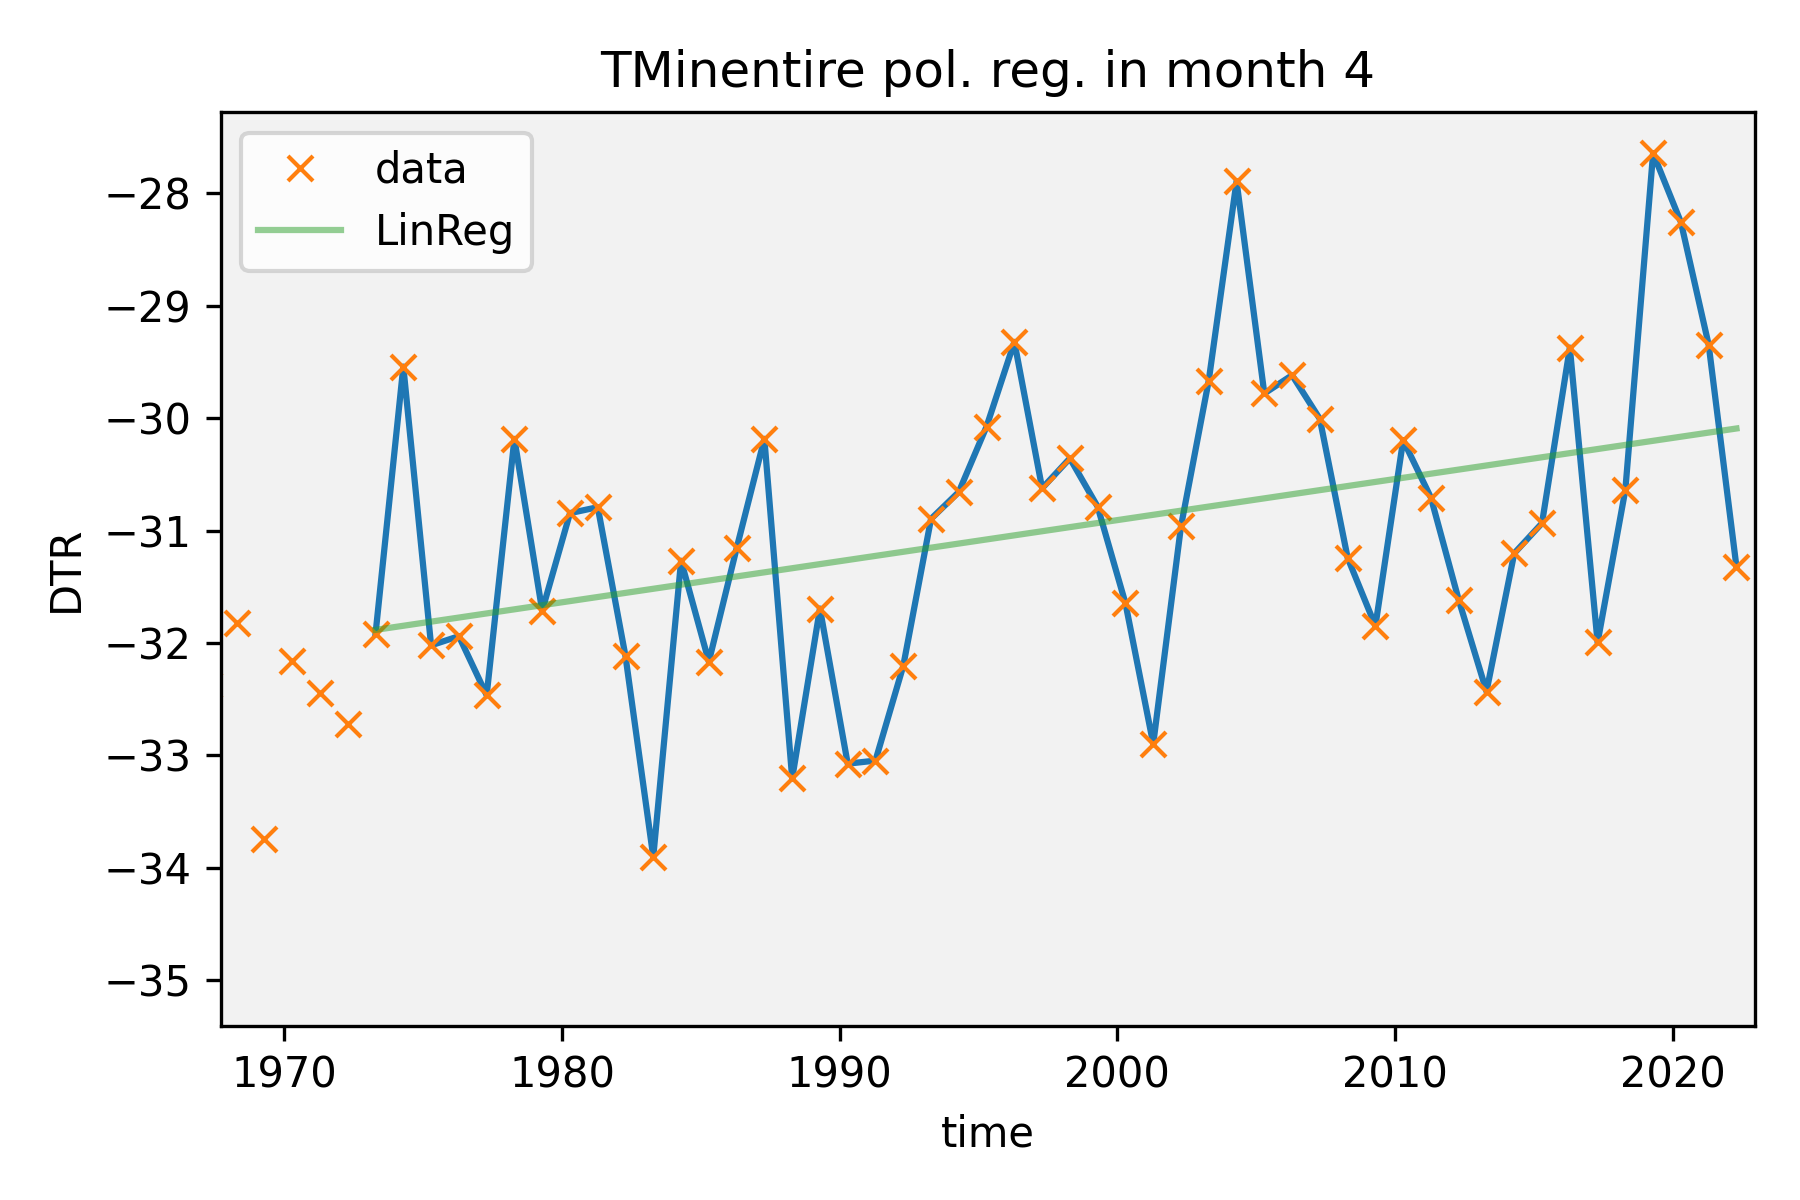 TMinentire pol. reg. in month 4
data
LinReg
−28
−29
−30
−31
−32
−33
−34
−35
DTR
1970 1980 1990 2000 2010 2020
time